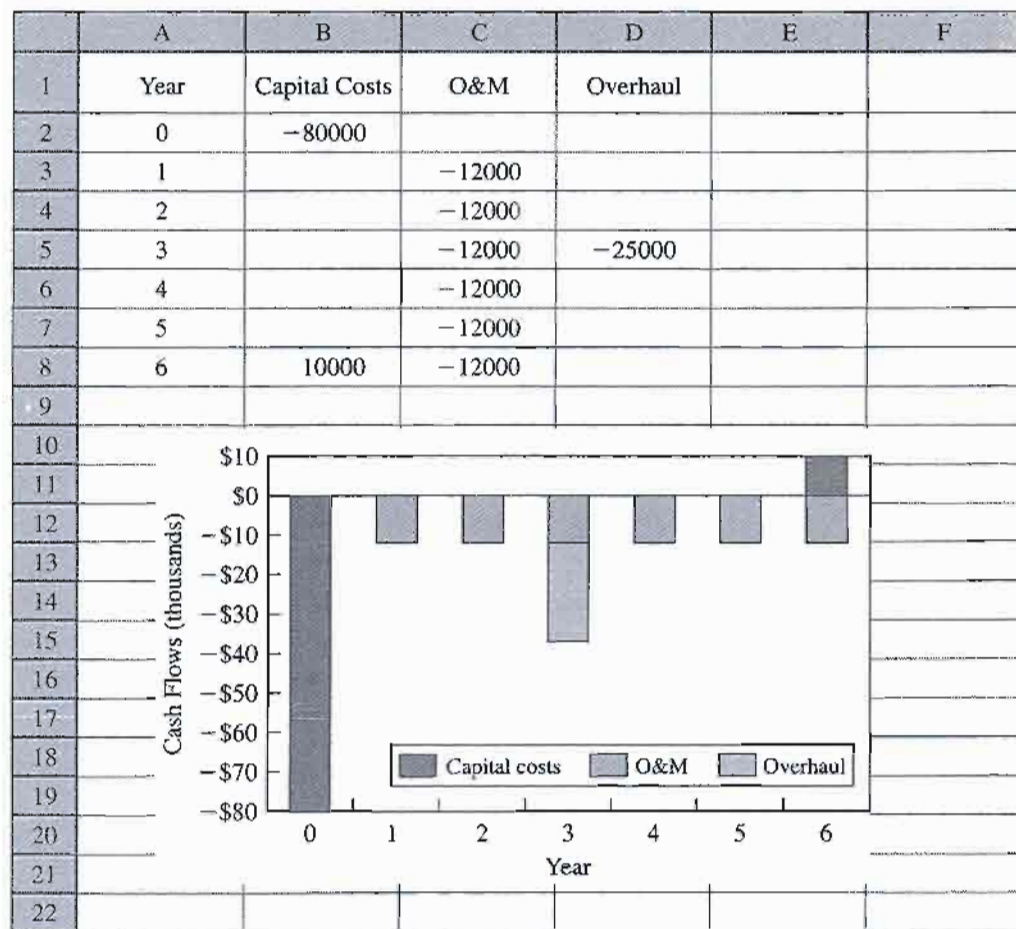 A B C D E F
1 Year Capital Costs O&M Overhaul
2 0 −80000
3 1 −12000
4 2 −12000
5 3 −12000 −25000
6 4 −12000
7 5 −12000
8 6 10000 −12000
9
10
11
12
13
14
15
16
17
18
19
20
21
22
Cash Flows (thousands)
$10
$0
−$10
−$20
−$30
−$40
−$50
−$60
−$70
−$80
Capital costs O&M Overhaul
0 1 2 3 4 5 6
Year